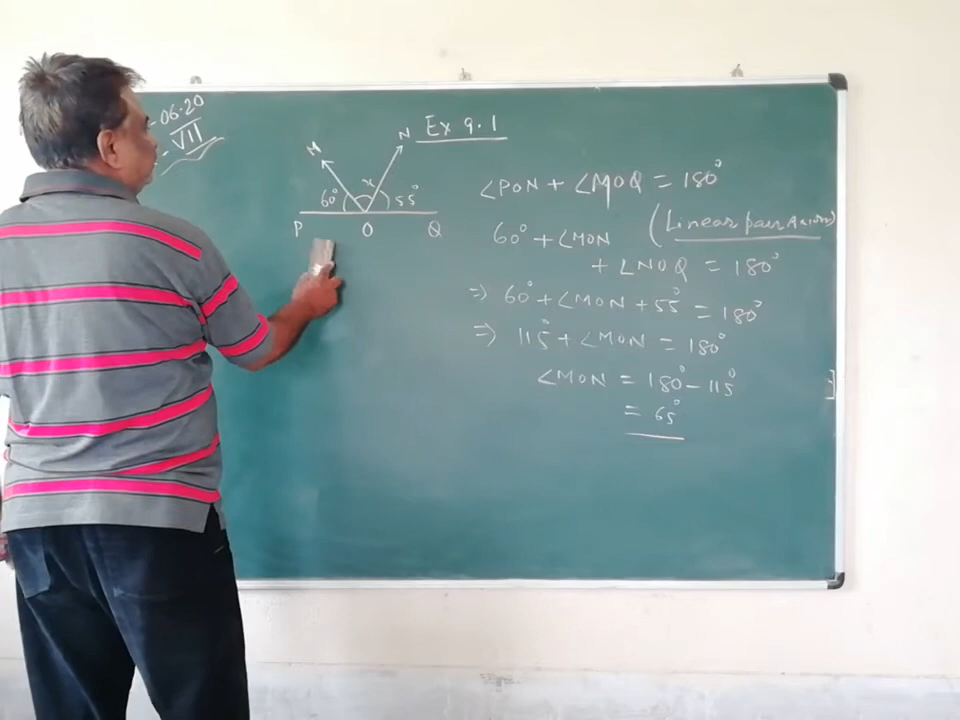 -06.20
- VII
Ex 9.1
M
N
60° x 55°
P O Q
∠PON + ∠MOQ = 180°
(Linear pair Axiom)
60° + ∠MON
+ ∠NOQ = 180°
⇒ 60° + ∠MON + 55° = 180°
⇒ 115° + ∠MON = 180°
∠MON = 180° - 115°
= 65°